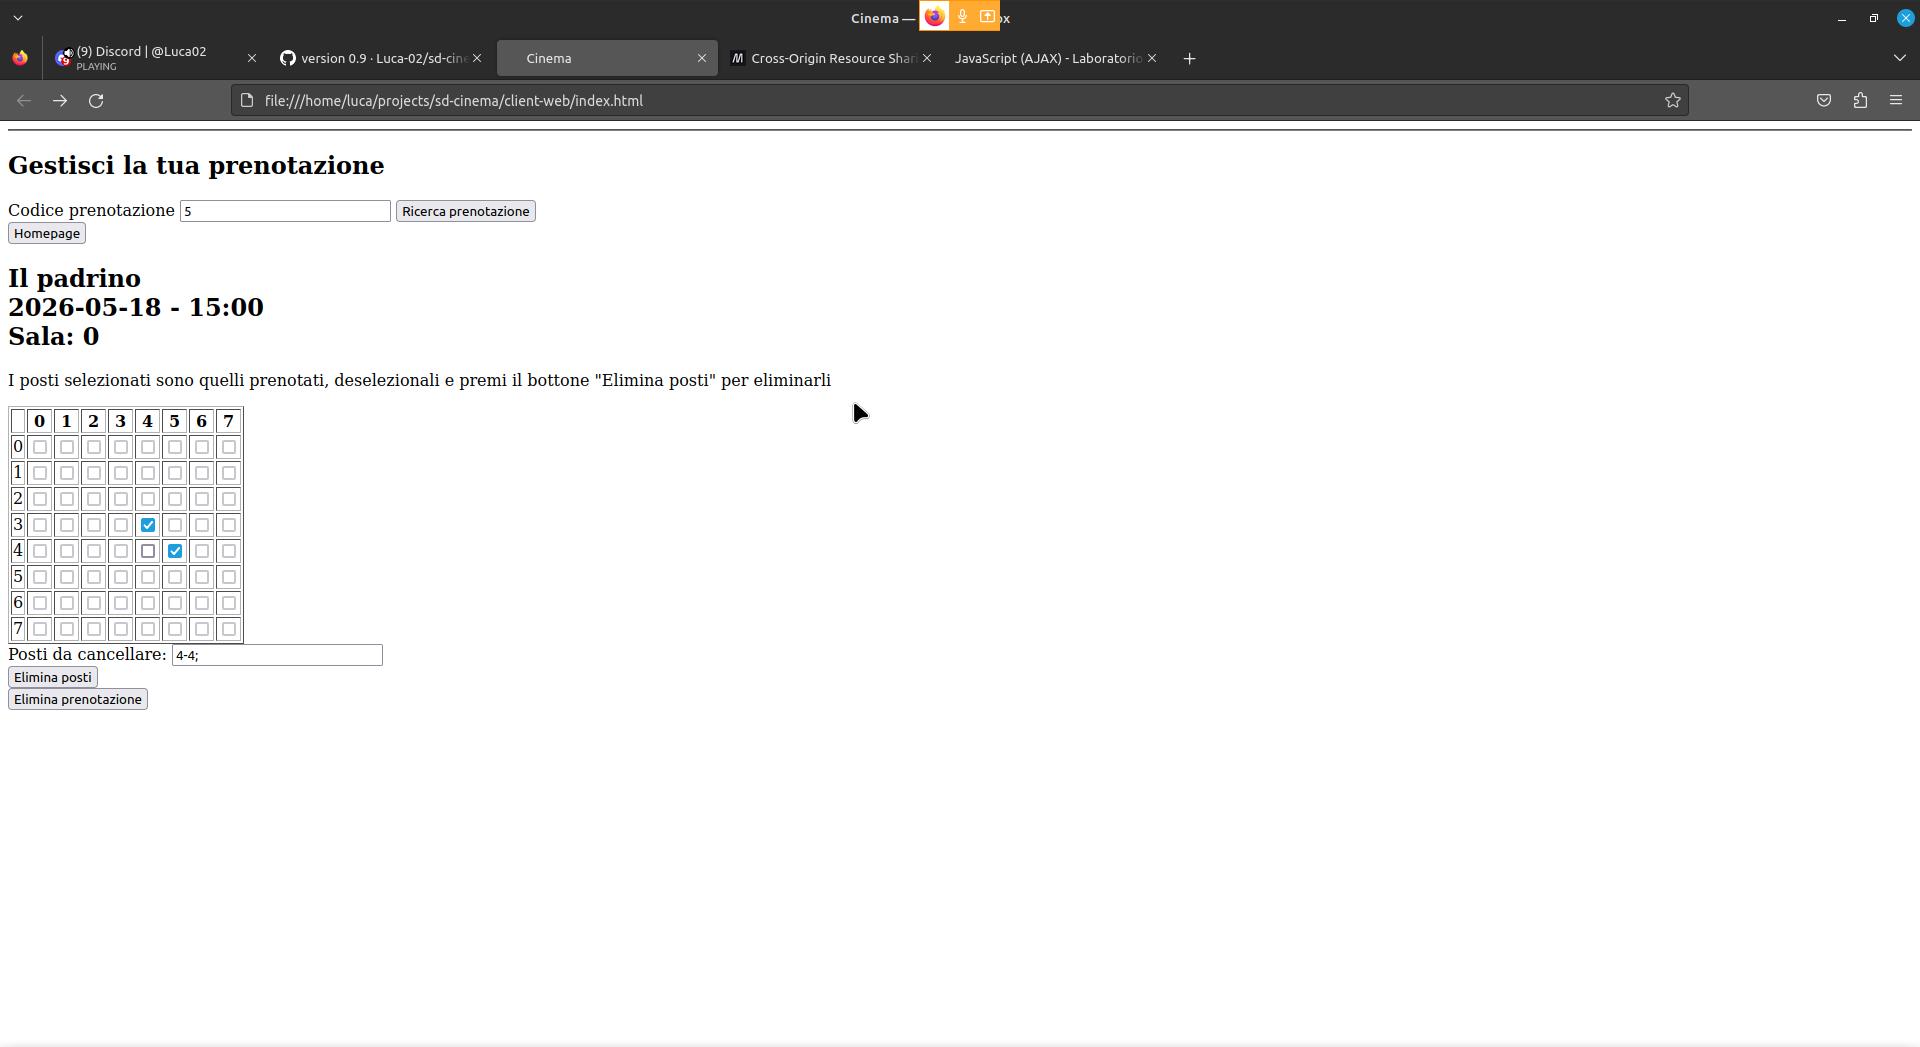 Cinema —
ox
(9) Discord | @Luca02
PLAYING
version 0.9 · Luca-02/sd-cine
Cinema
Cross-Origin Resource Shar
JavaScript (AJAX) - Laboratorio
file:///home/luca/projects/sd-cinema/client-web/index.html
Gestisci la tua prenotazione
Codice prenotazione 5 Ricerca prenotazione
Homepage
Il padrino
2026-05-18 - 15:00
Sala: 0
I posti selezionati sono quelli prenotati, deselezionali e premi il bottone "Elimina posti" per eliminarli
0 1 2 3 4 5 6 7
0
1
2
3
4
5
6
7
Posti da cancellare: 4-4;
Elimina posti
Elimina prenotazione